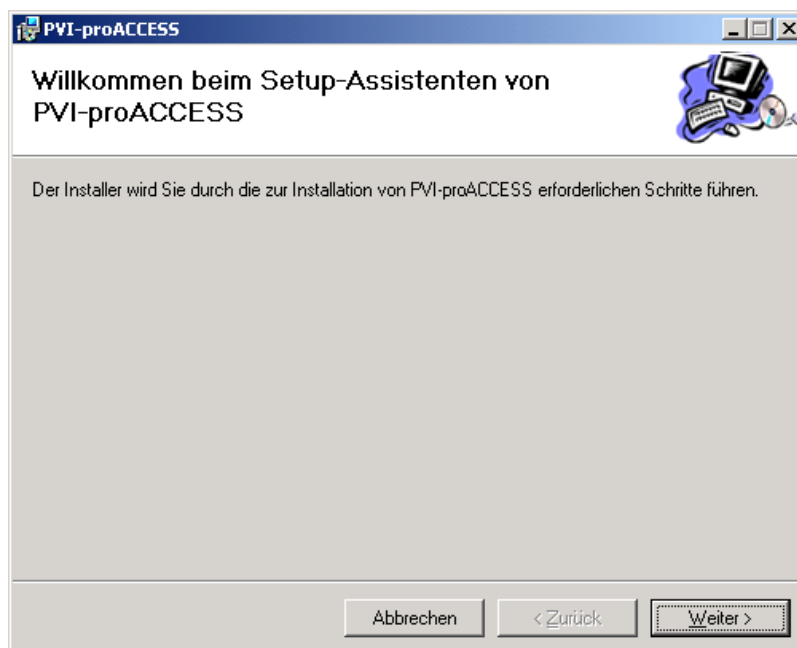 PVI-proACCESS
Willkommen beim Setup-Assistenten von
PVI-proACCESS
Der Installer wird Sie durch die zur Installation von PVI-proACCESS erforderlichen Schritte führen.
Abbrechen
< Zurück
Weiter >